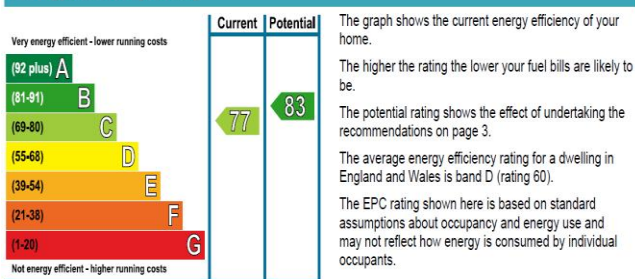 Current Potential
Very energy efficient - lower running costs
(92 plus) A
(81-91) B
(69-80) C
(55-68) D
(39-54) E
(21-38) F
(1-20) G
Not energy efficient - higher running costs
77
83
The graph shows the current energy efficiency of your
home.
The higher the rating the lower your fuel bills are likely to
be.
The potential rating shows the effect of undertaking the
recommendations on page 3.
The average energy efficiency rating for a dwelling in
England and Wales is band D (rating 60).
The EPC rating shown here is based on standard
assumptions about occupancy and energy use and
may not reflect how energy is consumed by individual
occupants.